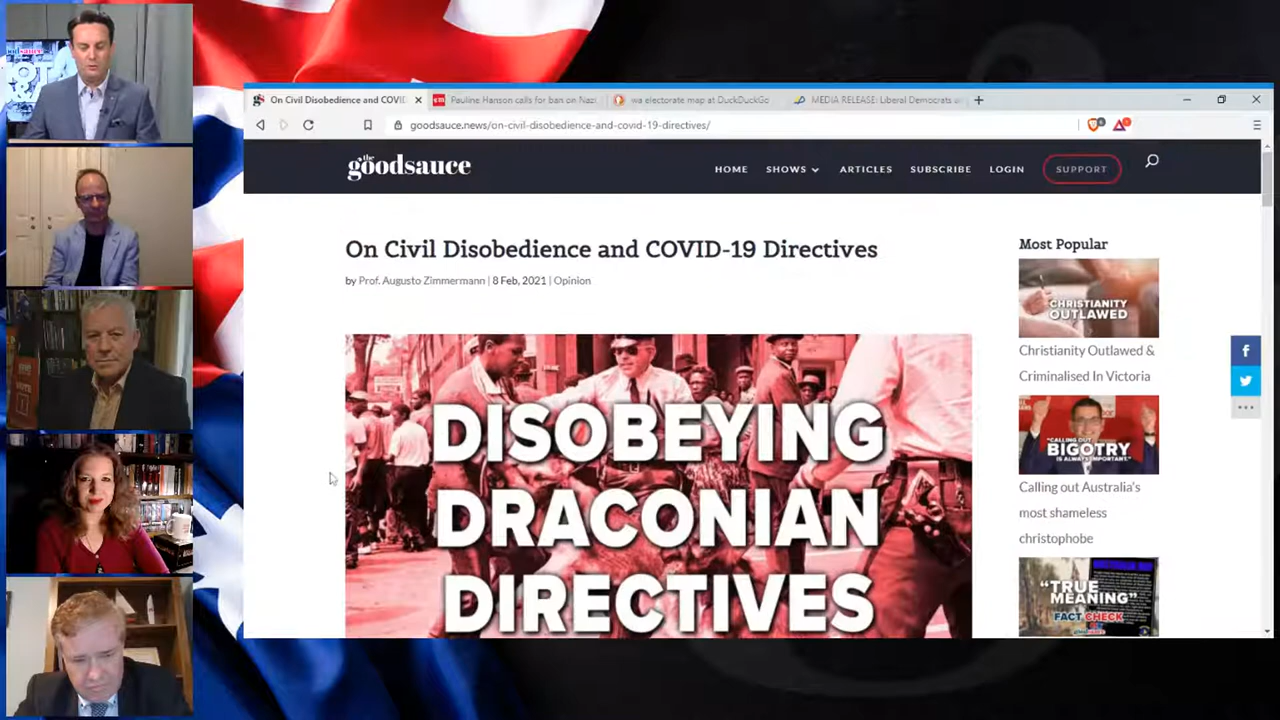 On Civil Disobedience and COVID
Pauline Hanson calls for ban on Nazi
wa electorate map at DuckDuckGo
MEDIA RELEASE: Liberal Democrats
goodsauce.news/on-civil-disobedience-and-covid-19-directives/
the goodsauce
HOME SHOWS ARTICLES SUBSCRIBE LOGIN SUPPORT
On Civil Disobedience and COVID-19 Directives
by Prof. Augusto Zimmermann | 8 Feb, 2021 | Opinion
DISOBEYING
DRACONIAN
DIRECTIVES
Most Popular
CHRISTIANITY
OUTLAWED
Christianity Outlawed &
Criminalised In Victoria
"CALLING OUT
BIGOTRY
IS ALWAYS IMPORTANT."
Calling out Australia's
most shameless
christophobe
"TRUE
MEANING"
FACT CHECK